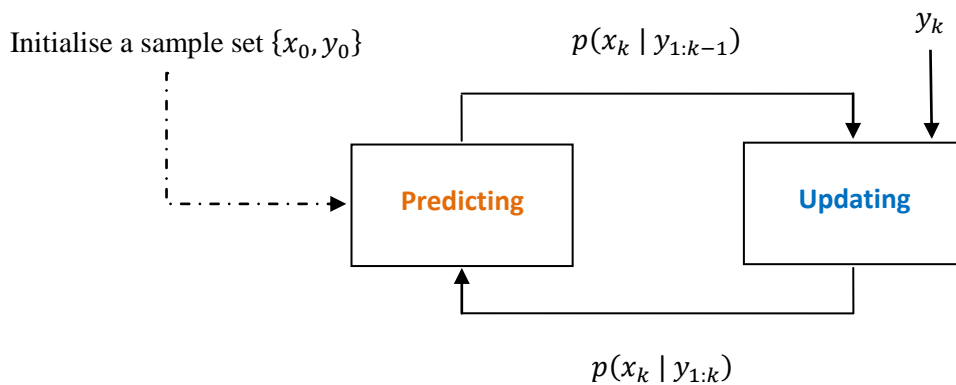 Initialise a sample set {𝑥₀, 𝑦₀}
𝑝(𝑥ₖ | 𝑦₁:ₖ₋₁)
𝑦ₖ
Predicting
Updating
𝑝(𝑥ₖ | 𝑦₁:ₖ)